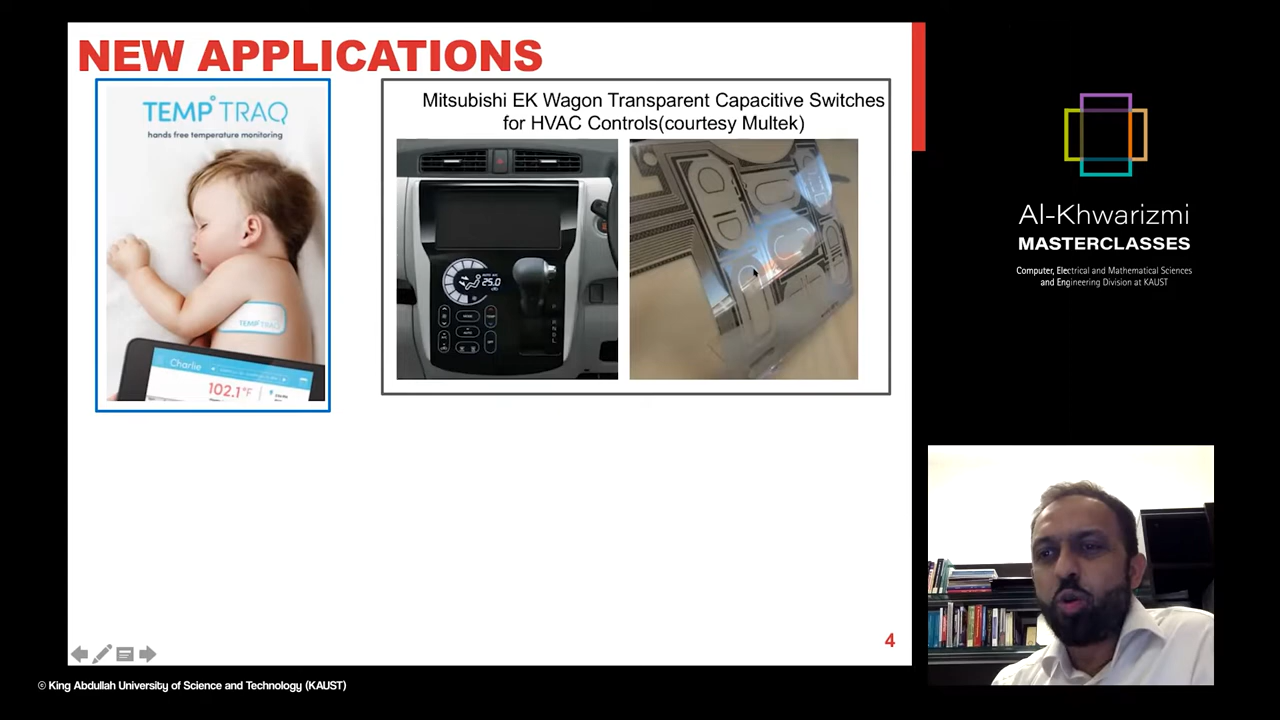 NEW APPLICATIONS
TEMP°TRAQ
hands free temperature monitoring
TEMP°TRAQ
Charlie
102.1°F
Mitsubishi EK Wagon Transparent Capacitive Switches
for HVAC Controls(courtesy Multek)
25.0
4
Al-Khwarizmi
MASTERCLASSES
Computer, Electrical and Mathematical Sciences
and Engineering Division at KAUST
© King Abdullah University of Science and Technology (KAUST)